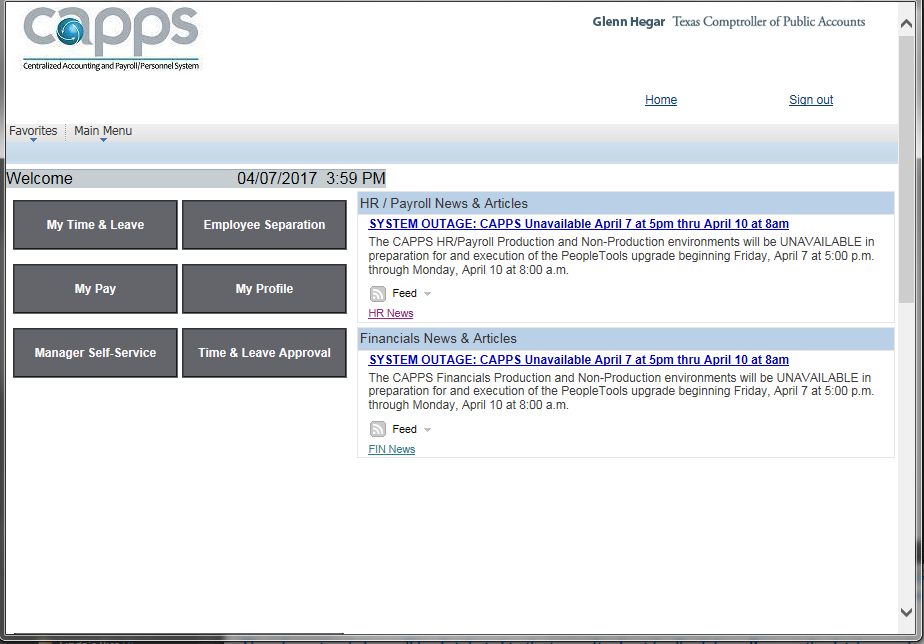 capps
Centralized Accounting and Payroll/Personnel System
Glenn Hegar Texas Comptroller of Public Accounts
Home
Sign out
Favorites
Main Menu
Welcome
04/07/2017 3:59 PM
My Time & Leave
Employee Separation
My Pay
My Profile
Manager Self-Service
Time & Leave Approval
HR / Payroll News & Articles
SYSTEM OUTAGE: CAPPS Unavailable April 7 at 5pm thru April 10 at 8am
The CAPPS HR/Payroll Production and Non-Production environments will be UNAVAILABLE in
preparation for and execution of the PeopleTools upgrade beginning Friday, April 7 at 5:00 p.m.
through Monday, April 10 at 8:00 a.m.
Feed
HR News
Financials News & Articles
SYSTEM OUTAGE: CAPPS Unavailable April 7 at 5pm thru April 10 at 8am
The CAPPS Financials Production and Non-Production environments will be UNAVAILABLE in
preparation for and execution of the PeopleTools upgrade beginning Friday, April 7 at 5:00 p.m.
through Monday, April 10 at 8:00 a.m.
Feed
FIN News